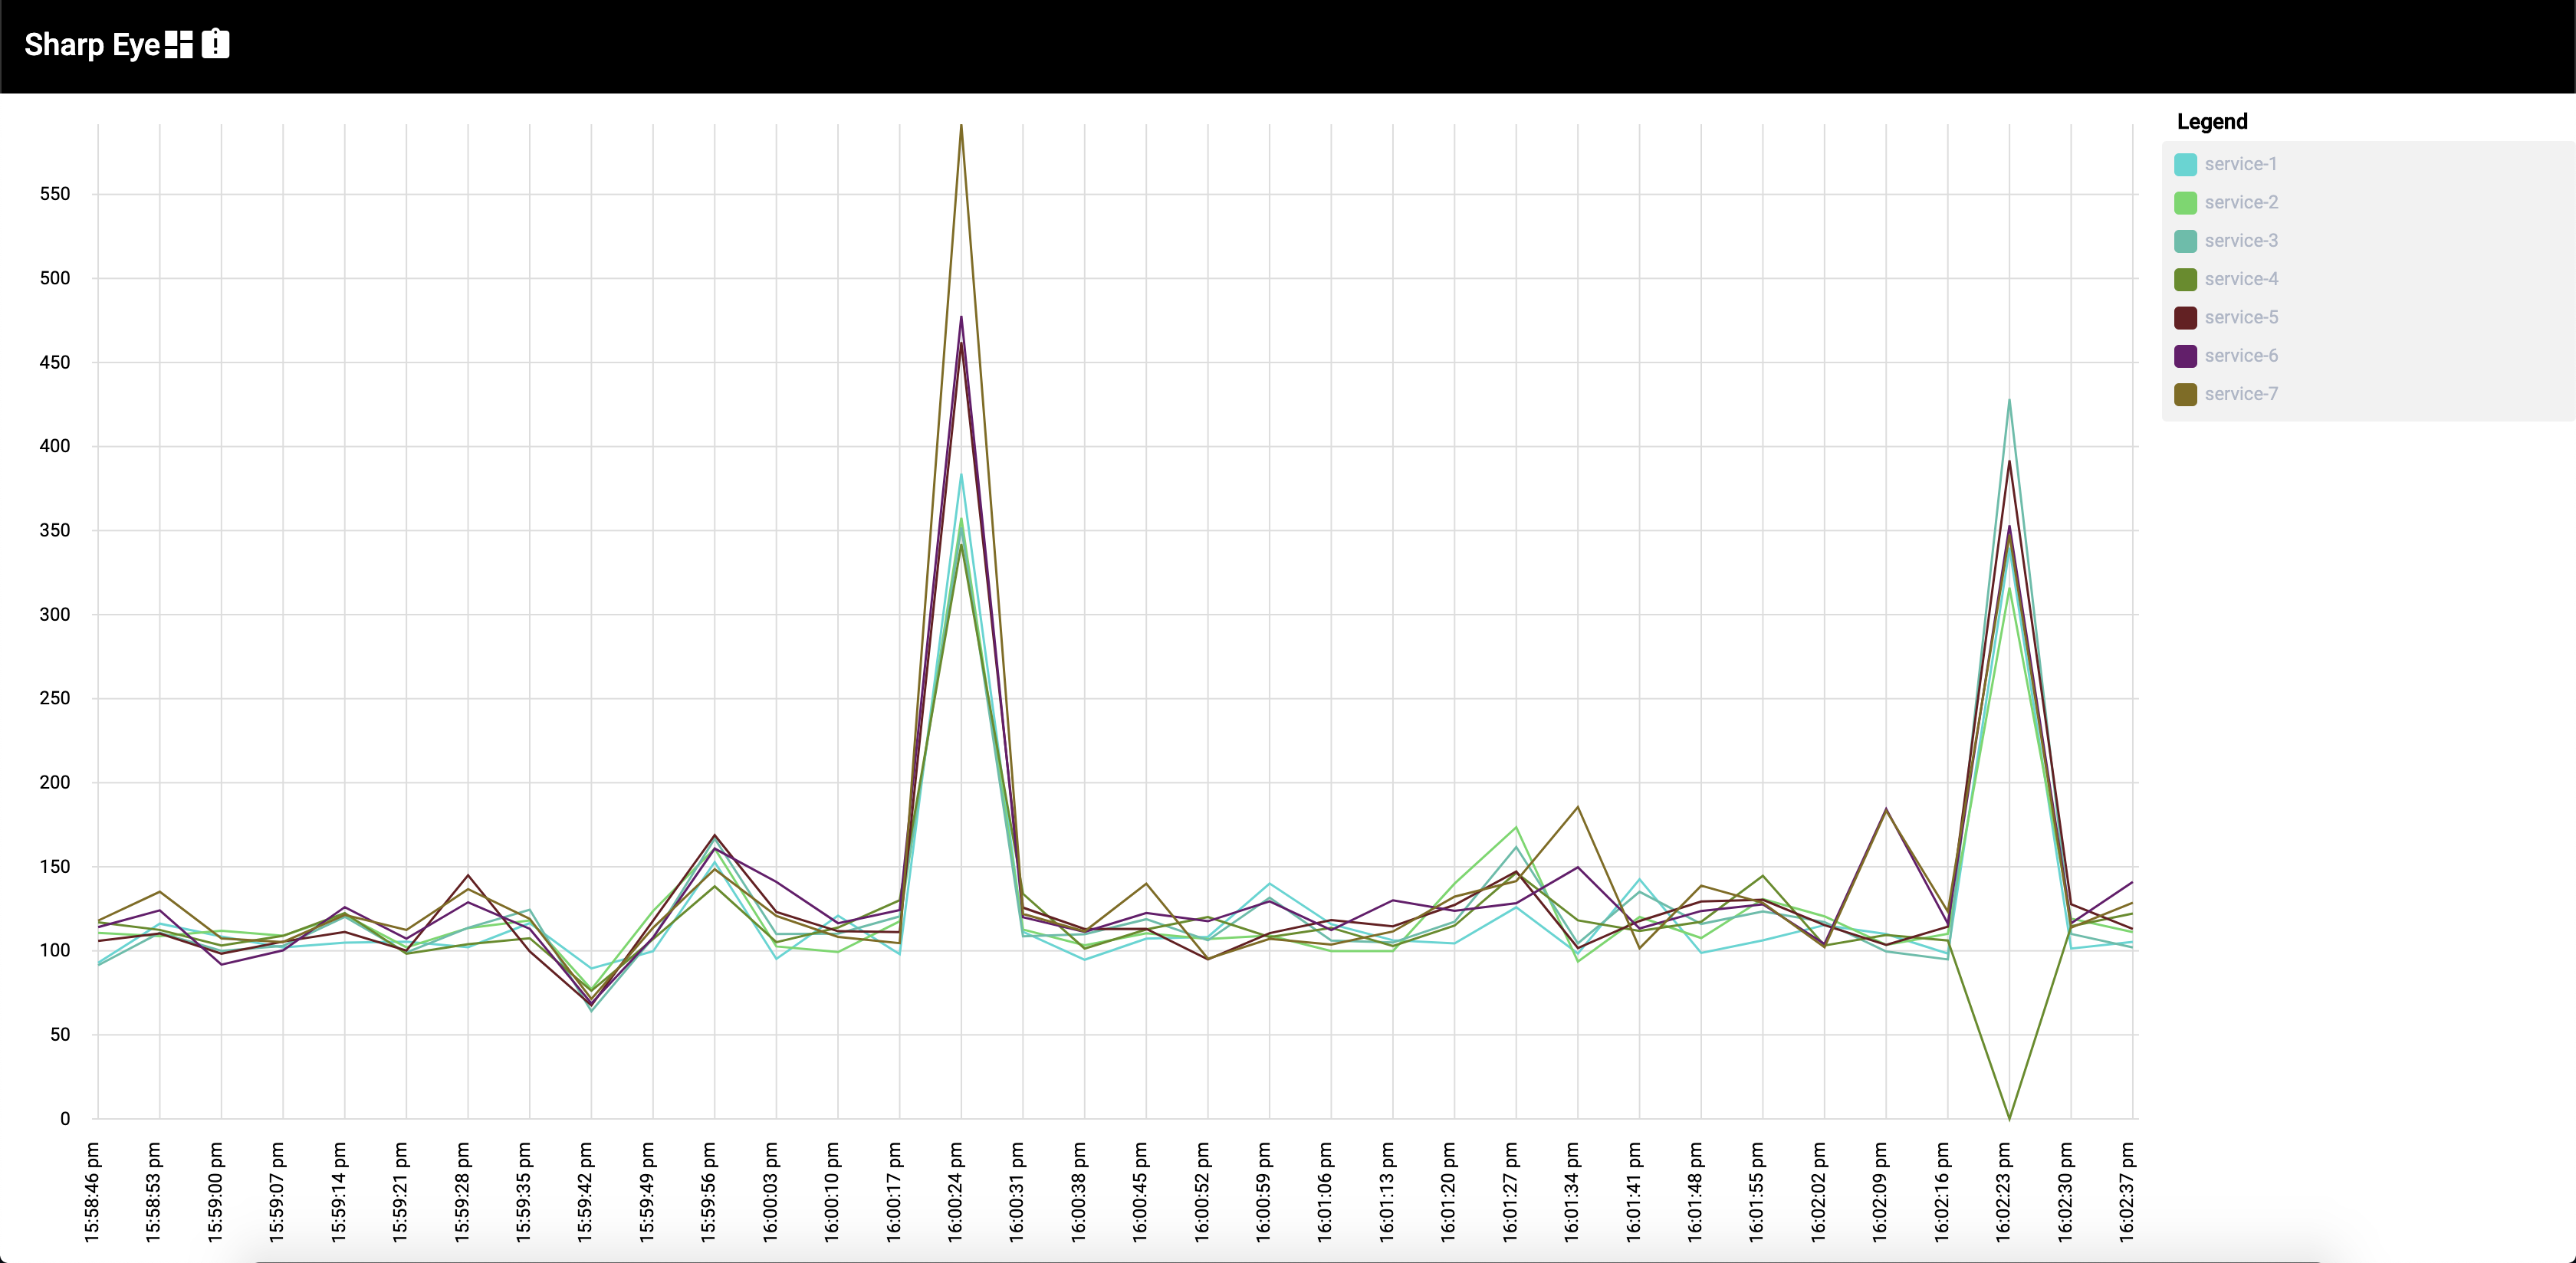 Sharp Eye
Legend
service-1
service-2
service-3
service-4
service-5
service-6
service-7
550
500
450
400
350
300
250
200
150
100
50
0
15:58:46 pm
15:58:53 pm
15:59:00 pm
15:59:07 pm
15:59:14 pm
15:59:21 pm
15:59:28 pm
15:59:35 pm
15:59:42 pm
15:59:49 pm
15:59:56 pm
16:00:03 pm
16:00:10 pm
16:00:17 pm
16:00:24 pm
16:00:31 pm
16:00:38 pm
16:00:45 pm
16:00:52 pm
16:00:59 pm
16:01:06 pm
16:01:13 pm
16:01:20 pm
16:01:27 pm
16:01:34 pm
16:01:41 pm
16:01:48 pm
16:01:55 pm
16:02:02 pm
16:02:09 pm
16:02:16 pm
16:02:23 pm
16:02:30 pm
16:02:37 pm